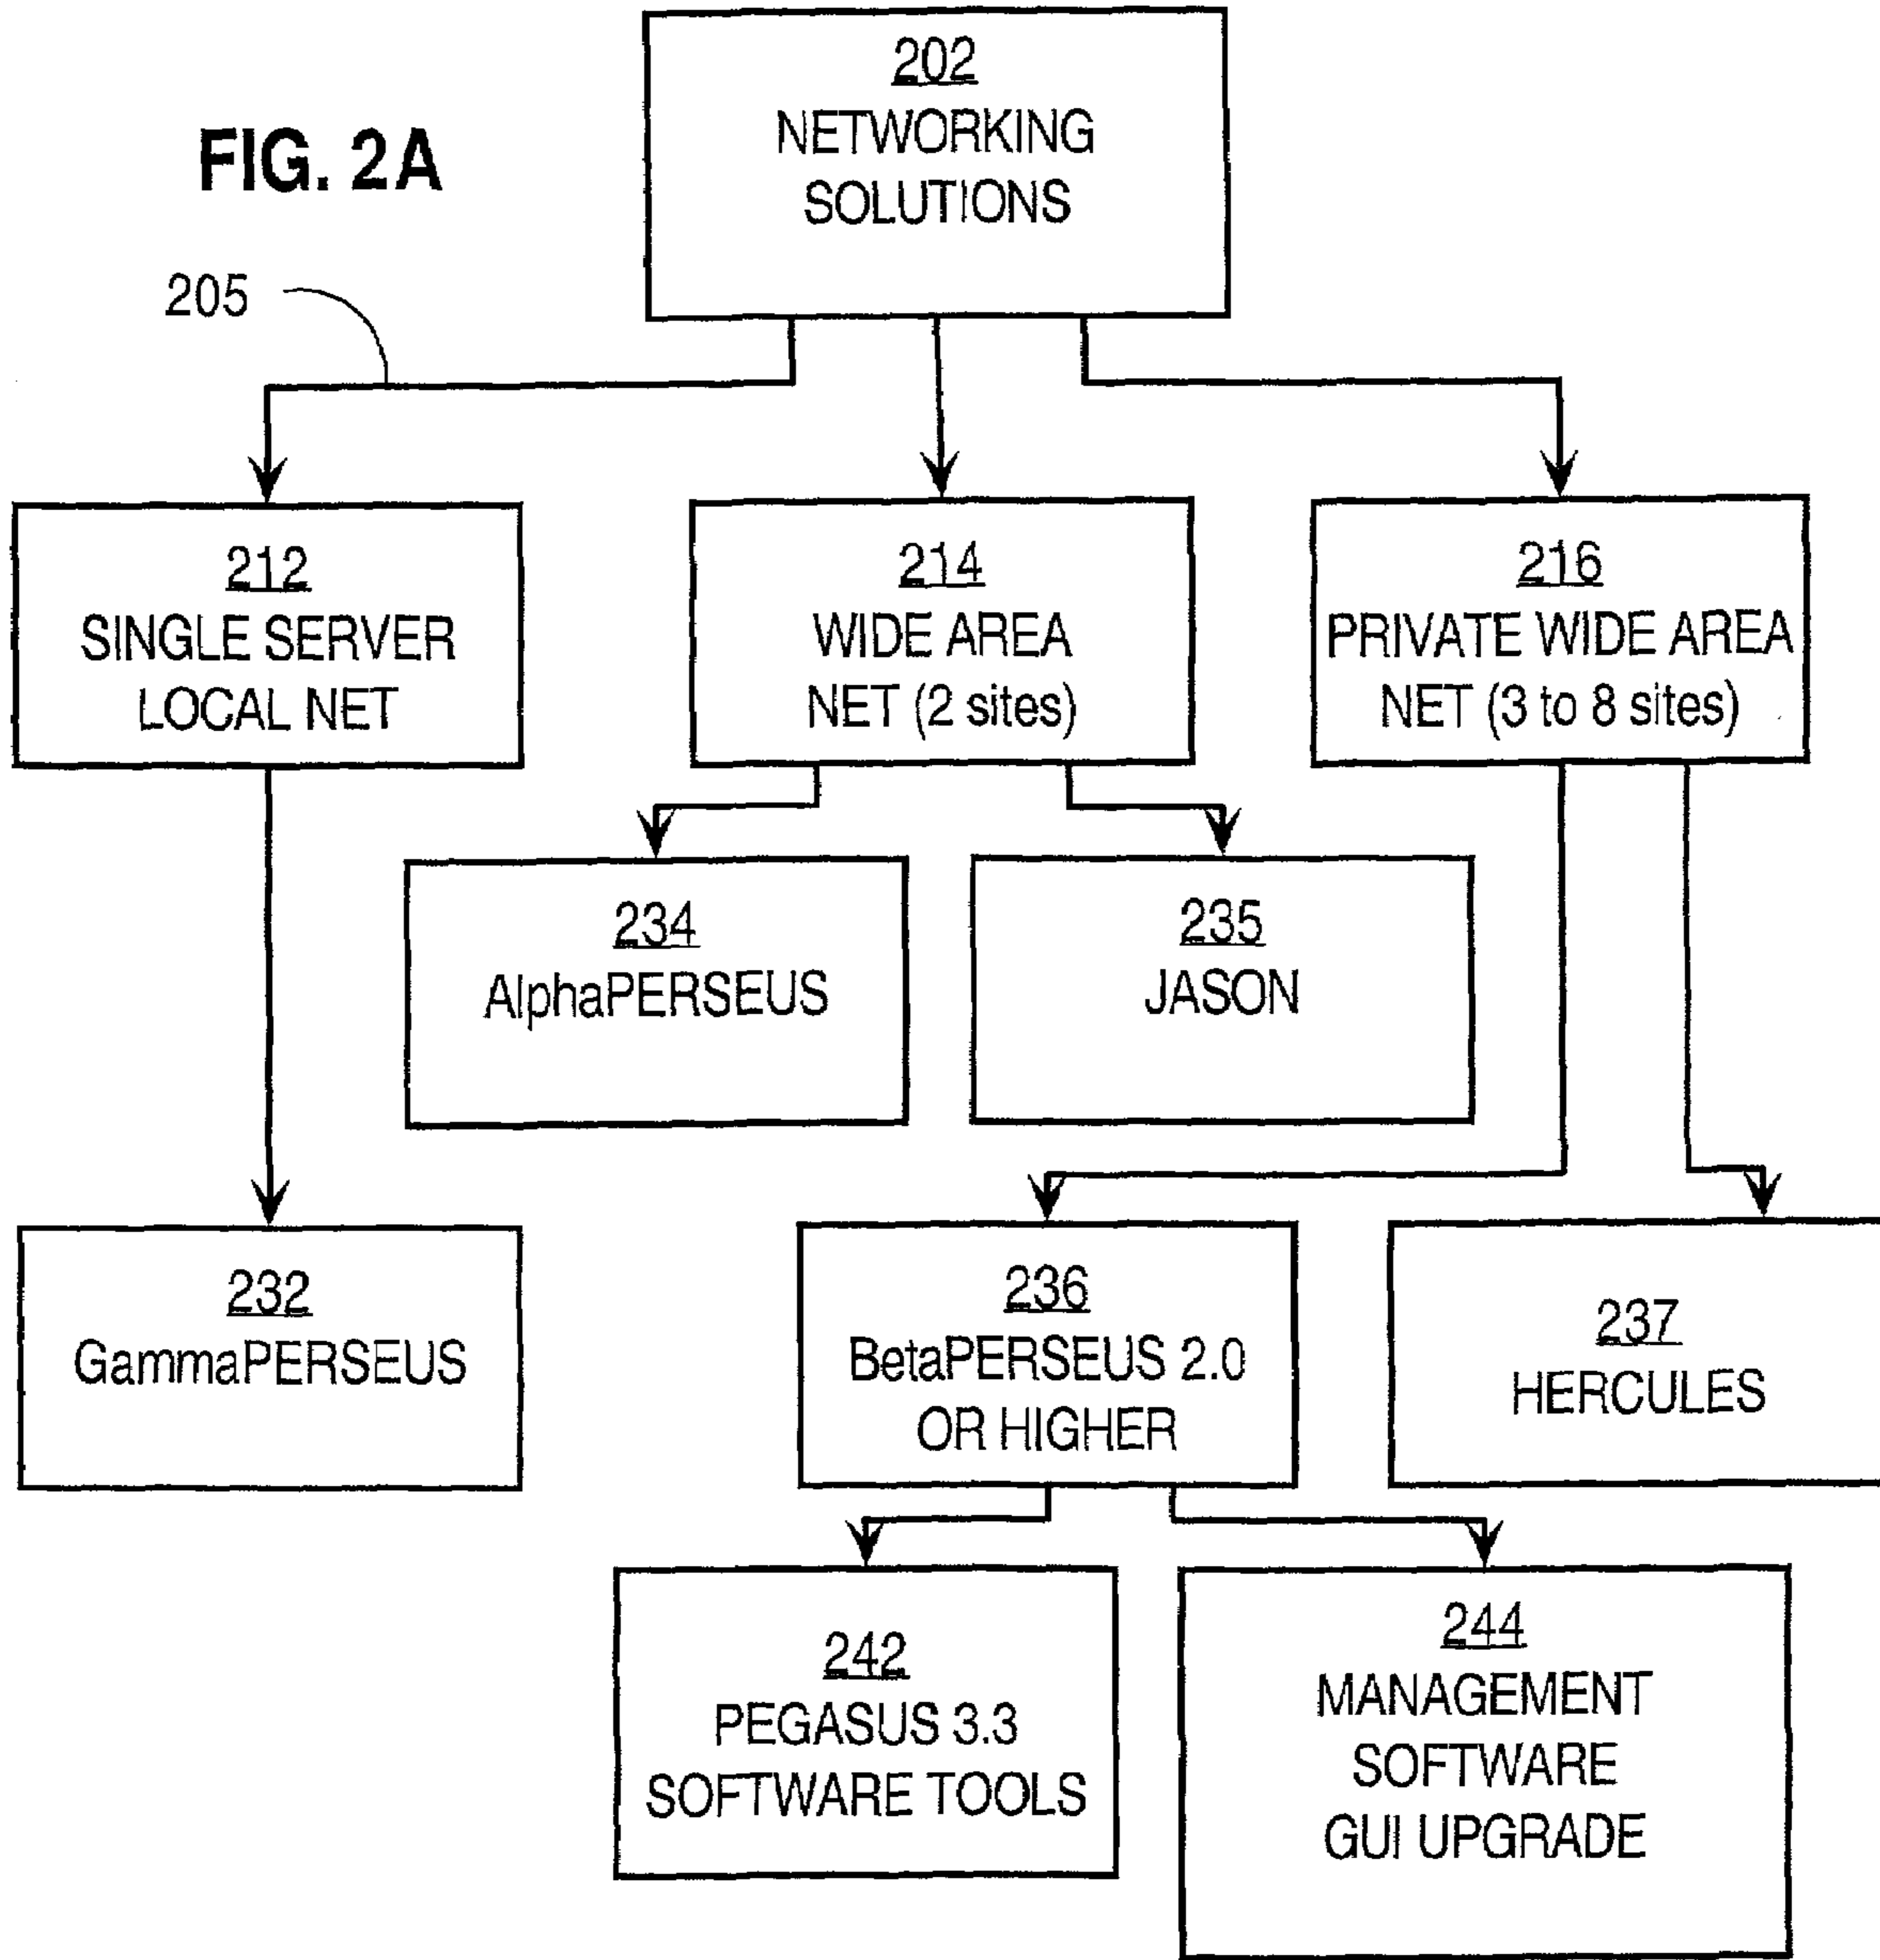 FIG. 2A
202
NETWORKING
SOLUTIONS
205
212
SINGLE SERVER
LOCAL NET
214
WIDE AREA
NET (2 sites)
216
PRIVATE WIDE AREA
NET (3 to 8 sites)
234
AlphaPERSEUS
235
JASON
232
GammaPERSEUS
236
BetaPERSEUS 2.0
OR HIGHER
237
HERCULES
242
PEGASUS 3.3
SOFTWARE TOOLS
244
MANAGEMENT
SOFTWARE
GUI UPGRADE